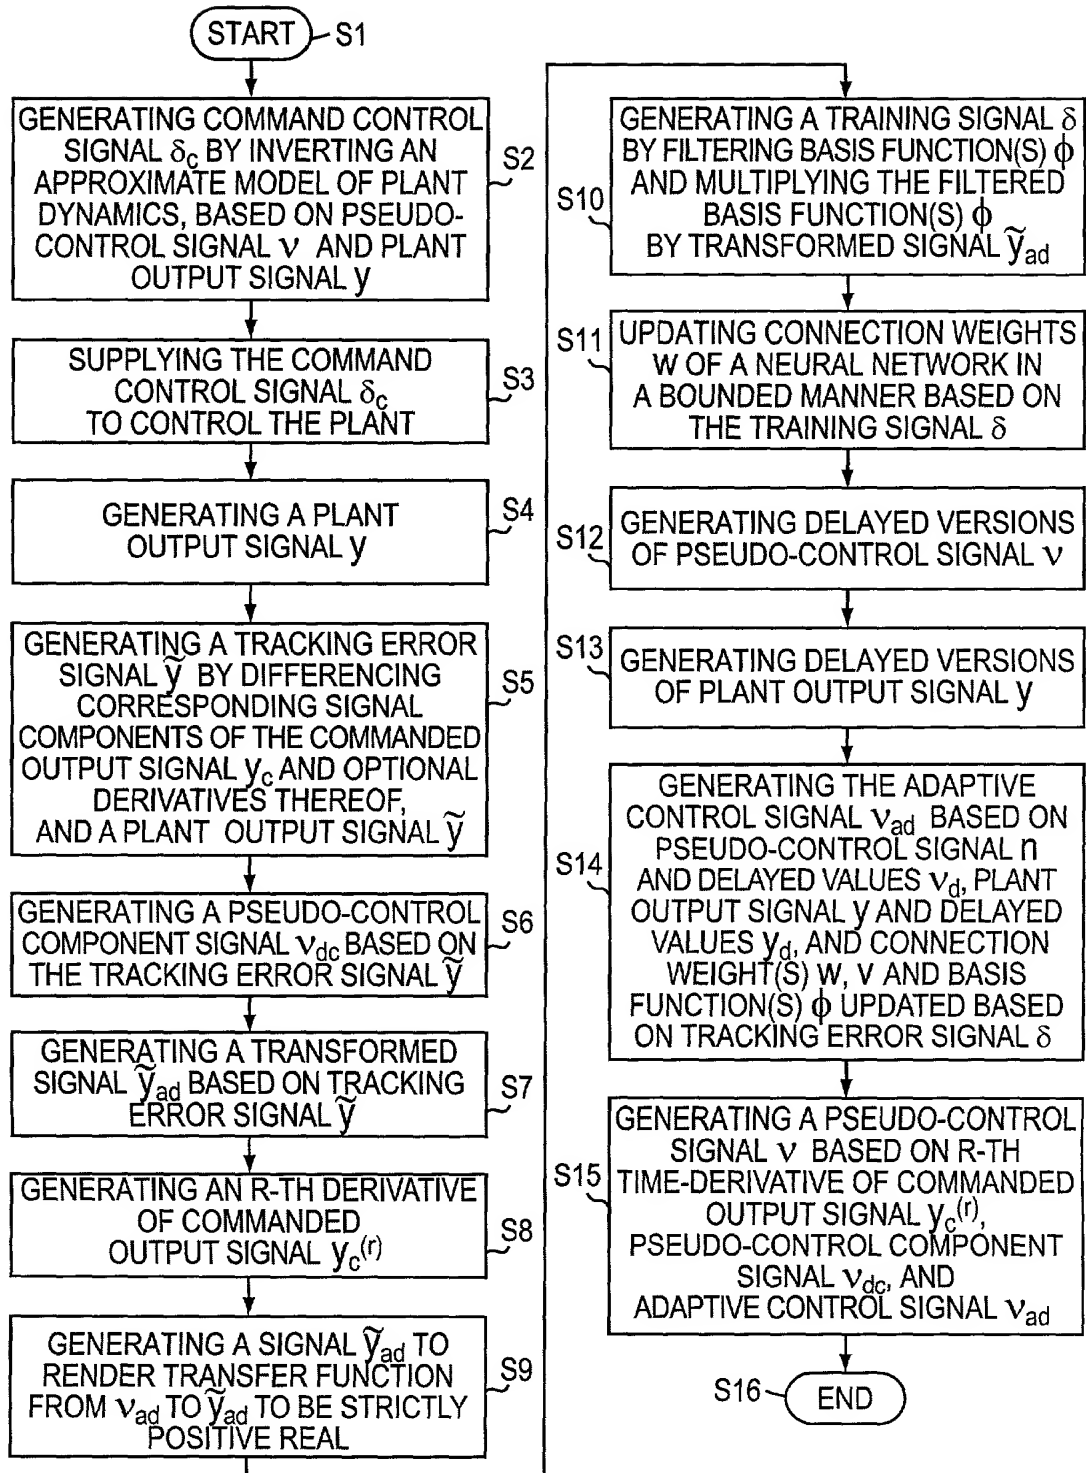 START
S1
GENERATING COMMAND CONTROL
SIGNAL δc BY INVERTING AN
APPROXIMATE MODEL OF PLANT
DYNAMICS, BASED ON PSEUDO-
CONTROL SIGNAL ν AND PLANT
OUTPUT SIGNAL y
S2
SUPPLYING THE COMMAND
CONTROL SIGNAL δc
TO CONTROL THE PLANT
S3
GENERATING A PLANT
OUTPUT SIGNAL y
S4
GENERATING A TRACKING ERROR
SIGNAL ỹ BY DIFFERENCING
CORRESPONDING SIGNAL
COMPONENTS OF THE COMMANDED
OUTPUT SIGNAL yc AND OPTIONAL
DERIVATIVES THEREOF,
AND A PLANT OUTPUT SIGNAL ỹ
S5
GENERATING A PSEUDO-CONTROL
COMPONENT SIGNAL νdc BASED ON
THE TRACKING ERROR SIGNAL ỹ
S6
GENERATING A TRANSFORMED
SIGNAL ỹad BASED ON TRACKING
ERROR SIGNAL ỹ
S7
GENERATING AN R-TH DERIVATIVE
OF COMMANDED
OUTPUT SIGNAL yc(r)
S8
GENERATING A SIGNAL ỹad TO
RENDER TRANSFER FUNCTION
FROM νad TO ỹad TO BE STRICTLY
POSITIVE REAL
S9
GENERATING A TRAINING SIGNAL δ
BY FILTERING BASIS FUNCTION(S) ϕ
AND MULTIPLYING THE FILTERED
BASIS FUNCTION(S) ϕ
BY TRANSFORMED SIGNAL ỹad
S10
UPDATING CONNECTION WEIGHTS
W OF A NEURAL NETWORK IN
A BOUNDED MANNER BASED ON
THE TRAINING SIGNAL δ
S11
GENERATING DELAYED VERSIONS
OF PSEUDO-CONTROL SIGNAL ν
S12
GENERATING DELAYED VERSIONS
OF PLANT OUTPUT SIGNAL y
S13
GENERATING THE ADAPTIVE
CONTROL SIGNAL νad BASED ON
PSEUDO-CONTROL SIGNAL n
AND DELAYED VALUES νd, PLANT
OUTPUT SIGNAL y AND DELAYED
VALUES yd, AND CONNECTION
WEIGHT(S) W, V AND BASIS
FUNCTION(S) ϕ UPDATED BASED
ON TRACKING ERROR SIGNAL δ
S14
GENERATING A PSEUDO-CONTROL
SIGNAL ν BASED ON R-TH
TIME-DERIVATIVE OF COMMANDED
OUTPUT SIGNAL yc(r),
PSEUDO-CONTROL COMPONENT
SIGNAL νdc, AND
ADAPTIVE CONTROL SIGNAL νad
S15
S16
END